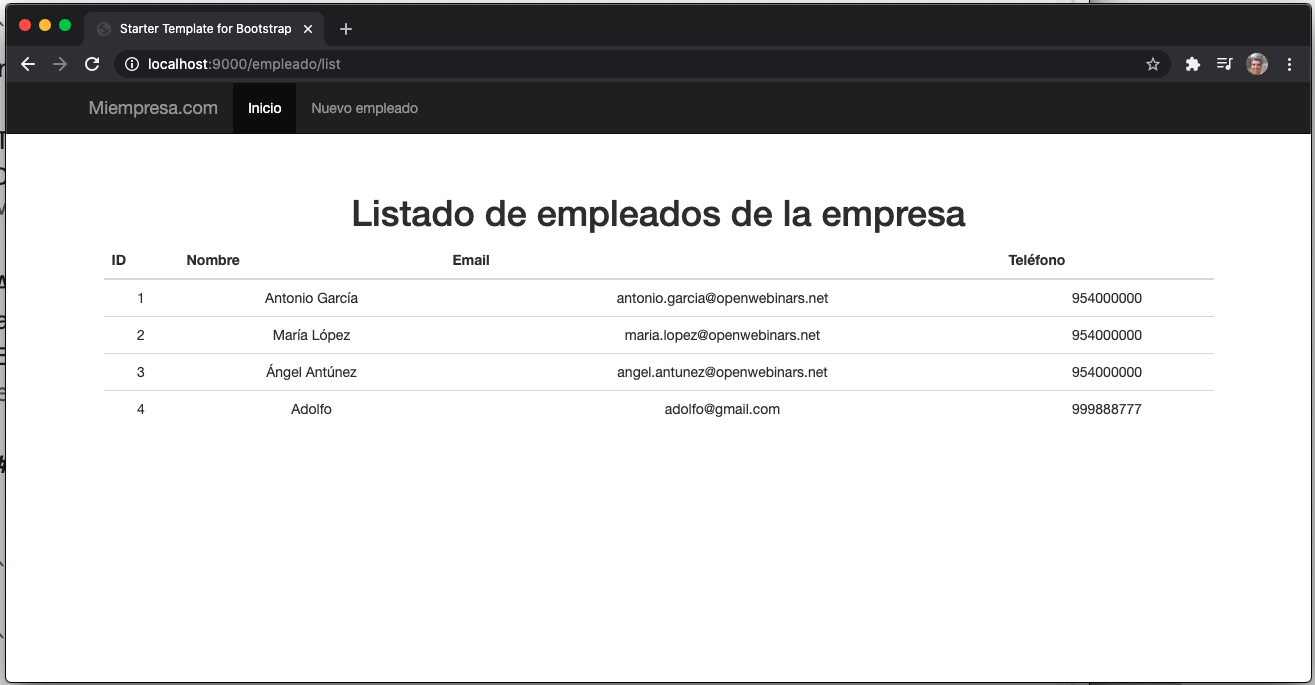 Starter Template for Bootstrap
localhost:9000/empleado/list
Miempresa.com Inicio Nuevo empleado
Listado de empleados de la empresa
ID Nombre Email Teléfono
1 Antonio García antonio.garcia@openwebinars.net 954000000
2 María López maria.lopez@openwebinars.net 954000000
3 Ángel Antúnez angel.antunez@openwebinars.net 954000000
4 Adolfo adolfo@gmail.com 999888777